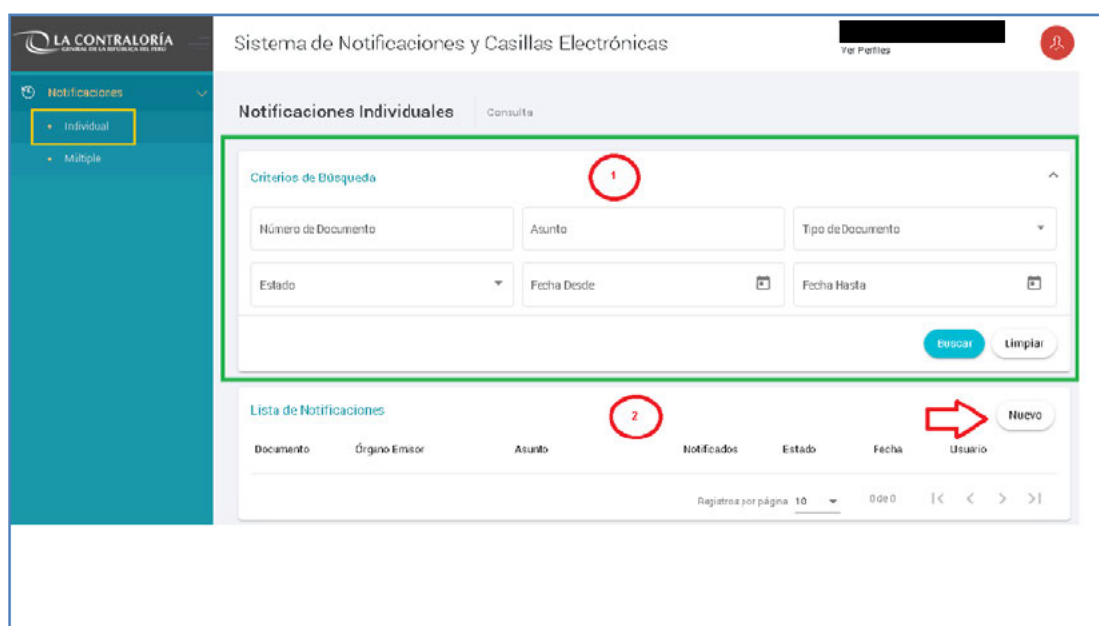 LA CONTRALORÍA
GENERAL DE LA REPÚBLICA DEL PERÚ
Sistema de Notificaciones y Casillas Electrónicas
Ver Perfiles
Notificaciones
Individual
Múltiple
Notificaciones Individuales Consulta
Criterios de Búsqueda 1
Número de Documento Asunto Tipo de Documento
Estado Fecha Desde Fecha Hasta
Buscar Limpiar
Lista de Notificaciones 2 Nuevo
Documento Órgano Emisor Asunto Notificados Estado Fecha Usuario
Registros por página 10 0 de 0